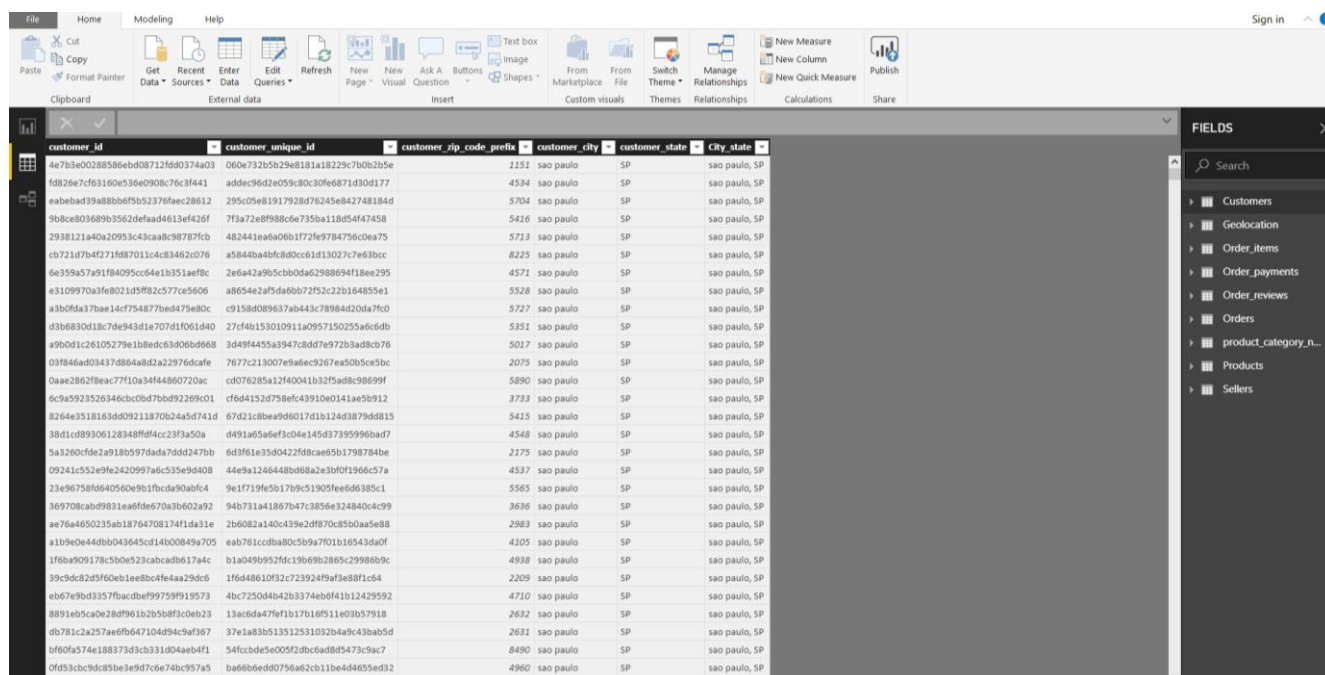 File Home Modeling Help Sign in
Cut
Copy
Format Painter
Paste
Get Data
Recent Sources
Enter Data
Edit Queries
Refresh
New Page
New Visual
Ask A Question
Buttons
Text box
Image
Shapes
From Marketplace
From File
Switch Theme
Manage Relationships
New Measure
New Column
New Quick Measure
Publish
Clipboard External data Insert Custom visuals Themes Relationships Calculations Share
customer_id customer_unique_id customer_zip_code_prefix customer_city customer_state City_state
4e7b3e00288586ebd08712fdd0374a03 060e732b5b29e8181a18229c7b0b2b5e 1151 sao paulo SP sao paulo, SP
fd826e7cf63160e536e0908c76c3f441 addec96d2e059c80c30fe6871d30d177 4534 sao paulo SP sao paulo, SP
eabebad39a88bb6f5b52376faec28612 295c05e81917928d76245e842748184d 5704 sao paulo SP sao paulo, SP
9b8ce803689b3562defaad4613ef426f 7f3a72e8f988c6e735ba118d54f47458 5416 sao paulo SP sao paulo, SP
2938121a40a20953c43caa8c98787fcb 482441ea6a06b1f72fe9784756c0ea75 5713 sao paulo SP sao paulo, SP
cb721d7b4f271fd87011c4c83462c076 a5844ba4bfc8d0cc61d13027c7e63bcc 8225 sao paulo SP sao paulo, SP
6e359a57a91f84095cc64e1b351aef8c 2e6a42a9b5cbb0da62988694f18ee295 4571 sao paulo SP sao paulo, SP
e3109970a3fe8021d5ff82c577ce5606 a8654e2af5da6bb72f52c22b164855e1 5528 sao paulo SP sao paulo, SP
a3b0fda37bae14cf754877bed475e80c c9158d089637ab443c78984d20da7fc0 5727 sao paulo SP sao paulo, SP
d3b6830d18c7de943d1e707d1f061d40 27cf4b153010911a0957150255a6c6db 5351 sao paulo SP sao paulo, SP
a9b0d1c26105279e1b8edc63d06bd668 3d49f4455a3947c8dd7e972b3ad8cb76 5017 sao paulo SP sao paulo, SP
03f846ad03437d864a8d2a22976dcafe 7677c213007e9a6ec9267ea50b5ce5bc 2075 sao paulo SP sao paulo, SP
0aae2862f8eac77f10a34f44860720ac cd076285a12f40041b32f5ad8c98699f 5890 sao paulo SP sao paulo, SP
6c9a5923526346cbc0bd7bbd92269c01 cf6d4152d758efc43910e0141ae5b912 3733 sao paulo SP sao paulo, SP
8264e3518163dd09211870b24a5d741d 67d21c8bea9d6017d1b124d3879dd815 5415 sao paulo SP sao paulo, SP
38d1cd89306128348ffdf4cc23f3a50a d491a65a6ef3c04e145d37395996bad7 4548 sao paulo SP sao paulo, SP
5a3260cfde2a918b597dada7ddd247bb 6d3f61e35d0422fd8cae65b1798784be 2175 sao paulo SP sao paulo, SP
09241c552e9fe2420997a6c535e9d408 44e9a1246448bd68a2e3bf0f1966c57a 4537 sao paulo SP sao paulo, SP
23e96758fd640560e9b1fbcda90abfc4 9e1f719fe5b17b9c51905fee6d6385c1 5565 sao paulo SP sao paulo, SP
369708cabd9831ea6fde670a3b602a92 94b731a41867b47c3856e324840c4c99 3636 sao paulo SP sao paulo, SP
ae76a4650235ab18764708174f1da31e 2b6082a140c439e2df870c85b0aa5e88 2983 sao paulo SP sao paulo, SP
a1b9e0e44dbb043645cd14b00849a705 eab761ccdba80c5b9a7f01b16543da0f 4105 sao paulo SP sao paulo, SP
1f6ba909178c5b0e523cabcadb617a4c b1a049b952fdc19b69b2865c29986b9c 4938 sao paulo SP sao paulo, SP
39c9dc82d5f60eb1ee8bc4fe4aa29dc6 1f6d48610f32c723924f9af3e88f1c64 2209 sao paulo SP sao paulo, SP
eb67e9bd3357fbacdbef99759f919573 4bc7250d4b42b3374eb6f41b12429592 4710 sao paulo SP sao paulo, SP
8891eb5ca0e28df961b2b5b8f3c0eb23 13ac6da47fef1b17b16f511e03b57918 2632 sao paulo SP sao paulo, SP
db781c2a257ae6fb647104d94c9af367 37e1a83b513512531032b4a9c43bab5d 2631 sao paulo SP sao paulo, SP
bf60fa574e188373d3cb331d04aeb4f1 54fccbde5e005f2dbc6ad8d5473c9ac7 8490 sao paulo SP sao paulo, SP
0fd53cbc9dc85be3e9d7c6e74bc957a5 ba66b6edd0756a62cb11be4d4655ed32 4960 sao paulo SP sao paulo, SP
FIELDS
Search
Customers
Geolocation
Order_items
Order_payments
Order_reviews
Orders
product_category_n...
Products
Sellers